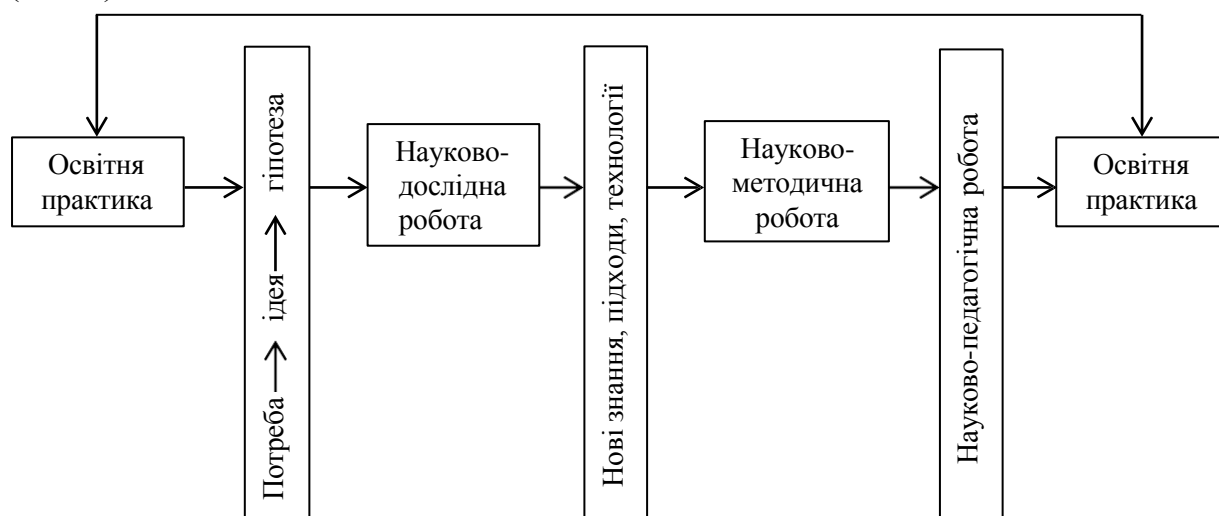 Освітня
практика
Потреба ідея гіпотеза
Науково-
дослідна
робота
Нові знання, підходи, технології
Науково-
методична
робота
Науково-педагогічна робота
Освітня
практика